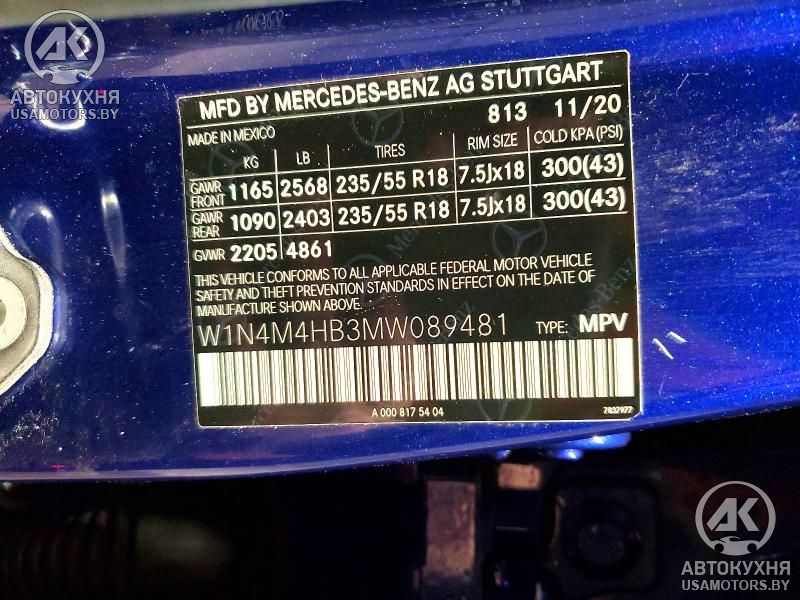 AK
АВТОКУХНЯ
USAMOTORS.BY
MFD BY MERCEDES-BENZ AG STUTTGART
813 11/20
MADE IN MEXICO
KG LB TIRES RIM SIZE COLD KPA (PSI)
GAWR FRONT 1165 2568 235/55 R18 7.5Jx18 300(43)
GAWR REAR 1090 2403 235/55 R18 7.5Jx18 300(43)
GVWR 2205 4861
THIS VEHICLE CONFORMS TO ALL APPLICABLE FEDERAL MOTOR VEHICLE
SAFETY AND THEFT PREVENTION STANDARDS IN EFFECT ON THE DATE OF
MANUFACTURE SHOWN ABOVE.
W1N4M4HB3MW089481 TYPE: MPV
A 000 817 54 04 7837977
AK
АВТОКУХНЯ
USAMOTORS.BY